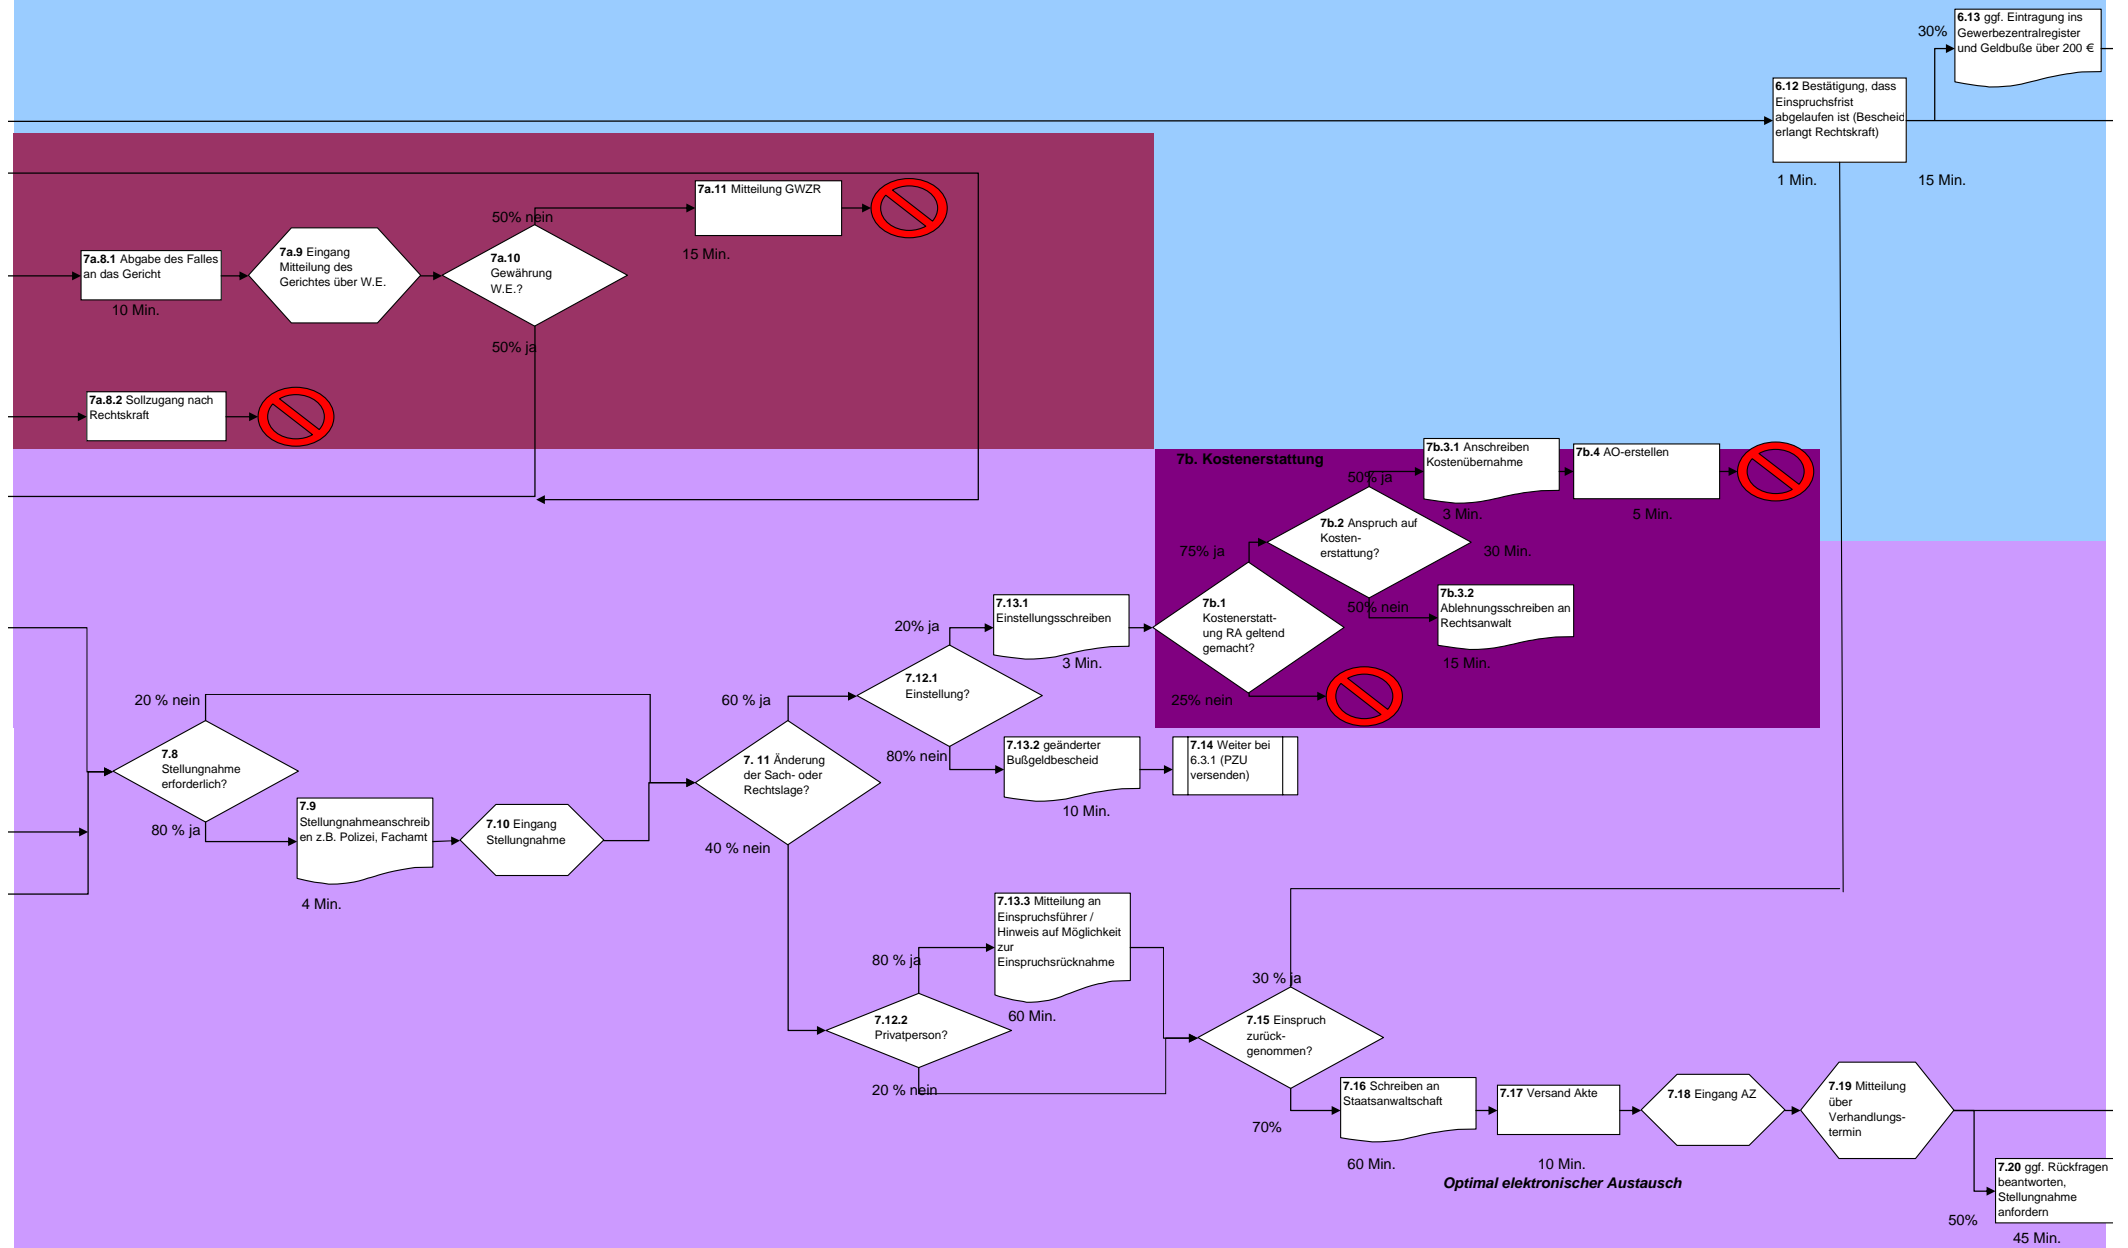 30%
6.13 ggf. Eintragung ins
Gewerbezentralregister
und Geldbuße über 200 €
6.12 Bestätigung, dass
Einspruchsfrist
abgelaufen ist (Bescheid
erlangt Rechtskraft)
1 Min.
15 Min.
7a.11 Mitteilung GWZR
15 Min.
50% nein
7a.8.1 Abgabe des Falles
an das Gericht
10 Min.
7a.9 Eingang
Mitteilung des
Gerichtes über W.E.
7a.10
Gewährung
W.E.?
50% ja
7a.8.2 Sollzugang nach
Rechtskraft
7b. Kostenerstattung
7b.3.1 Anschreiben
Kostenübernahme
3 Min.
7b.4 AO-erstellen
5 Min.
50% ja
7b.2 Anspruch auf
Kosten-
erstattung?
30 Min.
75% ja
50% nein
7b.3.2
Ablehnungsschreiben an
Rechtsanwalt
15 Min.
7b.1
Kostenerstatt-
ung RA geltend
gemacht?
25% nein
7.13.1
Einstellungsschreiben
3 Min.
20% ja
7.12.1
Einstellung?
80% nein
7.13.2 geänderter
Bußgeldbescheid
10 Min.
7.14 Weiter bei
6.3.1 (PZU
versenden)
20 % nein
7.8
Stellungnahme
erforderlich?
80 % ja
7.9
Stellungnahmeanschreib
en z.B. Polizei, Fachamt
4 Min.
7.10 Eingang
Stellungnahme
60 % ja
7. 11 Änderung
der Sach- oder
Rechtslage?
40 % nein
7.13.3 Mitteilung an
Einspruchsführer /
Hinweis auf Möglichkeit
zur
Einspruchsrücknahme
60 Min.
80 % ja
7.12.2
Privatperson?
20 % nein
30 % ja
7.15 Einspruch
zurück-
genommen?
70%
7.16 Schreiben an
Staatsanwaltschaft
60 Min.
7.17 Versand Akte
10 Min.
Optimal elektronischer Austausch
7.18 Eingang AZ
7.19 Mitteilung
über
Verhandlungs-
termin
7.20 ggf. Rückfragen
beantworten,
Stellungnahme
anfordern
50%
45 Min.